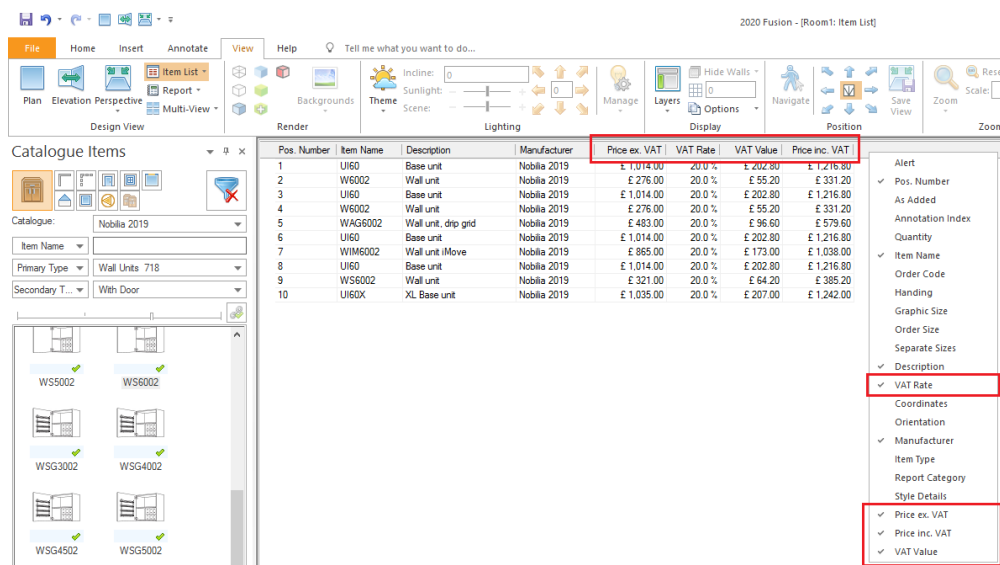 2020 Fusion - [Room1: Item List]
File Home Insert Annotate View Help Tell me what you want to do...
Plan Elevation Perspective
Item List
Report
Multi-View
Design View
Backgrounds
Render
Theme
Incline: 0
Sunlight: 0
Scene:
Lighting
Manage
Layers
Hide Walls
0
Options
Display
Navigate
Save View
Position
Zoom
Rese
Scale:
Zoom
Catalogue Items
Catalogue: Nobilia 2019
Item Name
Primary Type Wall Units 718
Secondary T... With Door
WS5002 WS6002
WSG3002 WSG4002
WSG4502 WSG5002
Pos. Number Item Name Description Manufacturer Price ex. VAT VAT Rate VAT Value Price inc. VAT
1 UI60 Base unit Nobilia 2019 £ 1,014.00 20.0 % £ 202.80 £ 1,216.80
2 W6002 Wall unit Nobilia 2019 £ 276.00 20.0 % £ 55.20 £ 331.20
3 UI60 Base unit Nobilia 2019 £ 1,014.00 20.0 % £ 202.80 £ 1,216.80
4 W6002 Wall unit Nobilia 2019 £ 276.00 20.0 % £ 55.20 £ 331.20
5 WAG6002 Wall unit, drip grid Nobilia 2019 £ 483.00 20.0 % £ 96.60 £ 579.60
6 UI60 Base unit Nobilia 2019 £ 1,014.00 20.0 % £ 202.80 £ 1,216.80
7 WIM6002 Wall unit iMove Nobilia 2019 £ 865.00 20.0 % £ 173.00 £ 1,038.00
8 UI60 Base unit Nobilia 2019 £ 1,014.00 20.0 % £ 202.80 £ 1,216.80
9 WS6002 Wall unit Nobilia 2019 £ 321.00 20.0 % £ 64.20 £ 385.20
10 UI60X XL Base unit Nobilia 2019 £ 1,035.00 20.0 % £ 207.00 £ 1,242.00
Alert
Pos. Number
As Added
Annotation Index
Quantity
Item Name
Order Code
Handing
Graphic Size
Order Size
Separate Sizes
Description
VAT Rate
Coordinates
Orientation
Manufacturer
Item Type
Report Category
Style Details
Price ex. VAT
Price inc. VAT
VAT Value